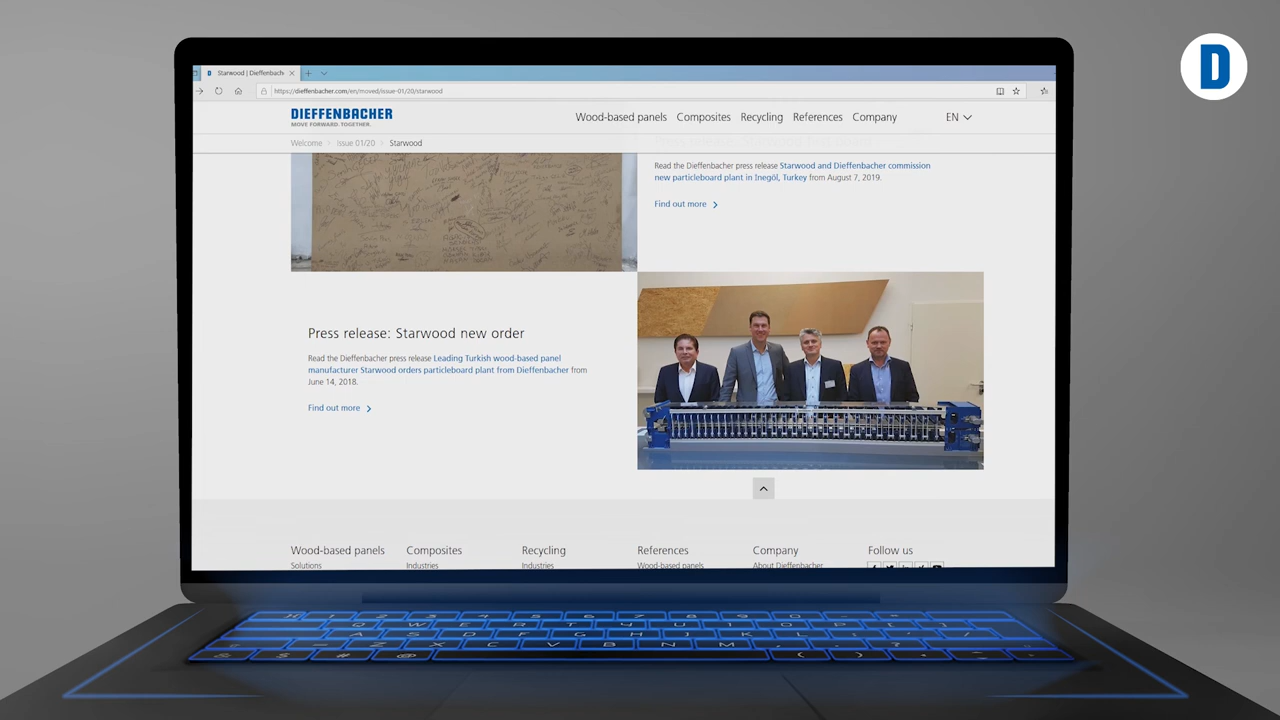 D
Starwood | Dieffenbach
https://dieffenbacher.com/en/moved/issue-01/20/starwood
DIEFFENBACHER
MOVE FORWARD. TOGETHER.
Wood-based panels Composites Recycling References Company EN
Welcome Issue 01/20 Starwood
Read the Dieffenbacher press release Starwood and Dieffenbacher commission
new particleboard plant in Inegöl, Turkey from August 7, 2019.
Find out more
Press release: Starwood new order
Read the Dieffenbacher press release Leading Turkish wood-based panel
manufacturer Starwood orders particleboard plant from Dieffenbacher from
June 14, 2018.
Find out more
Wood-based panels Composites Recycling References Company Follow us
Solutions Industries Industries Wood-based panels About Dieffenbacher